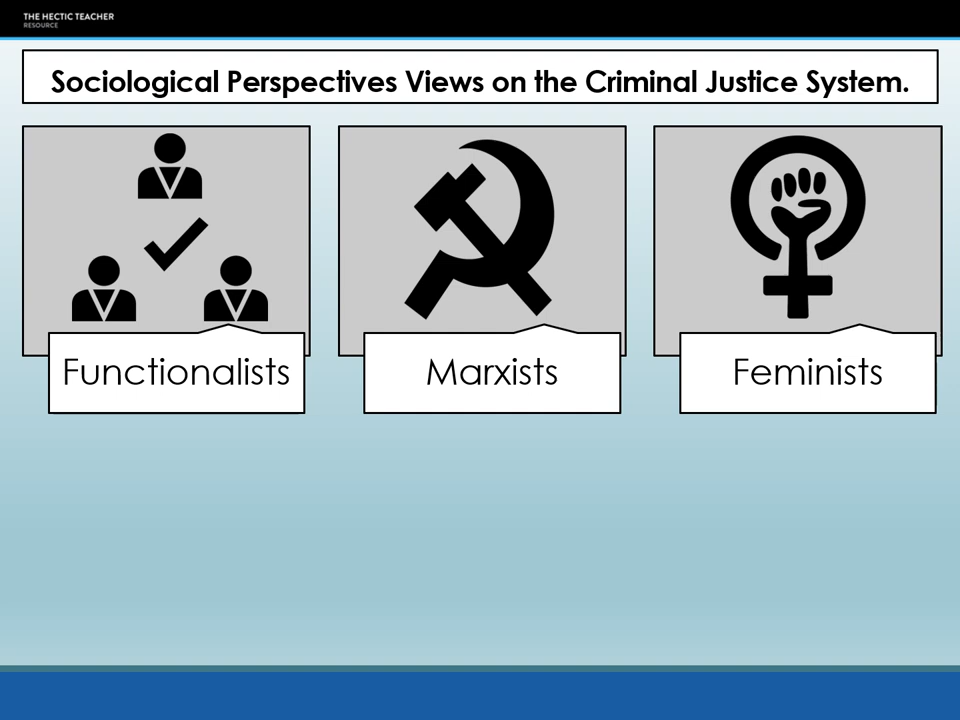 THE HECTIC TEACHER
RESOURCE
Sociological Perspectives Views on the Criminal Justice System.
Functionalists
Marxists
Feminists